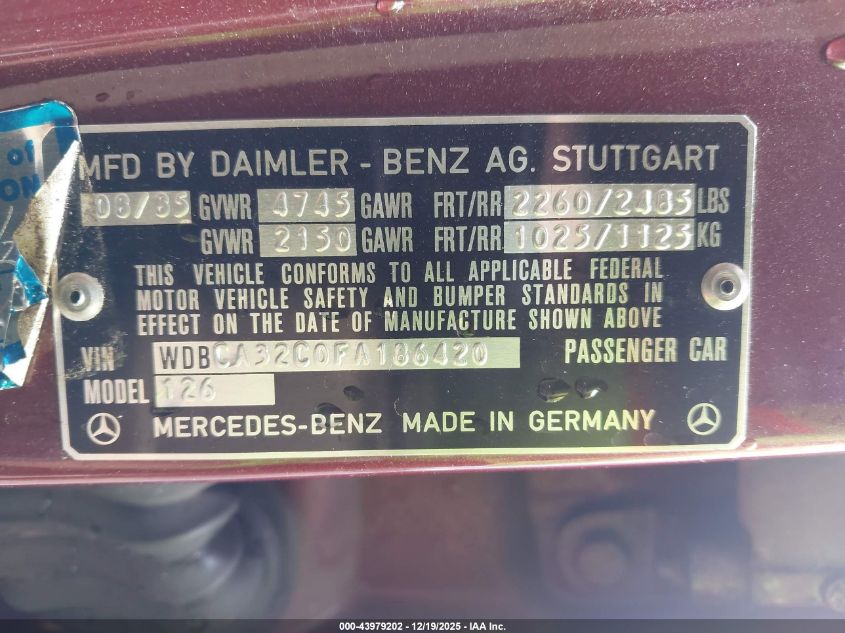 of
ON
MFD BY DAIMLER - BENZ AG. STUTTGART
08/85 GVWR 4745 GAWR FRT/RR 2260/2485 LBS
GVWR 2150 GAWR FRT/RR 1025/1125 KG
THIS VEHICLE CONFORMS TO ALL APPLICABLE FEDERAL
MOTOR VEHICLE SAFETY AND BUMPER STANDARDS IN
EFFECT ON THE DATE OF MANUFACTURE SHOWN ABOVE
VIN WDBCA32C0FA186420 PASSENGER CAR
MODEL 126
MERCEDES-BENZ MADE IN GERMANY
000-43979202 - 12/19/2025 - IAA Inc.